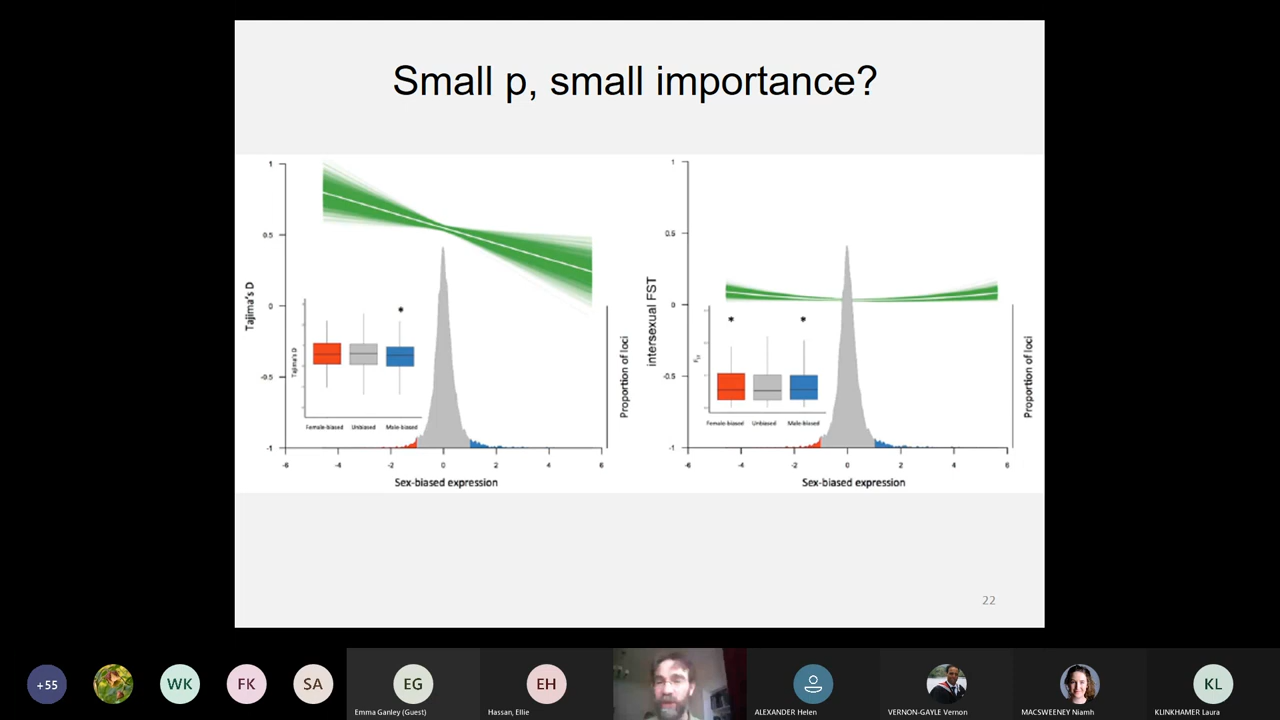 Small p, small importance?
1
0.5
0
-0.5
-1
Tajima's D
Tajima's D
*
Female-biased
Unbiased
Male-biased
-6
-4
-2
0
2
4
6
Sex-biased expression
Proportion of loci
1
0.5
0
-0.5
-1
intersexual FST
*
*
Female-biased
Unbiased
Male-biased
-6
-4
-2
0
2
4
6
Sex-biased expression
Proportion of loci
22
+55
WK
FK
SA
EG
Emma Ganley (Guest)
EH
Hassan, Ellie
ALEXANDER Helen
VERNON-GAYLE Vernon
MACSWEENEY Niamh
KL
KLINKHAMER Laura